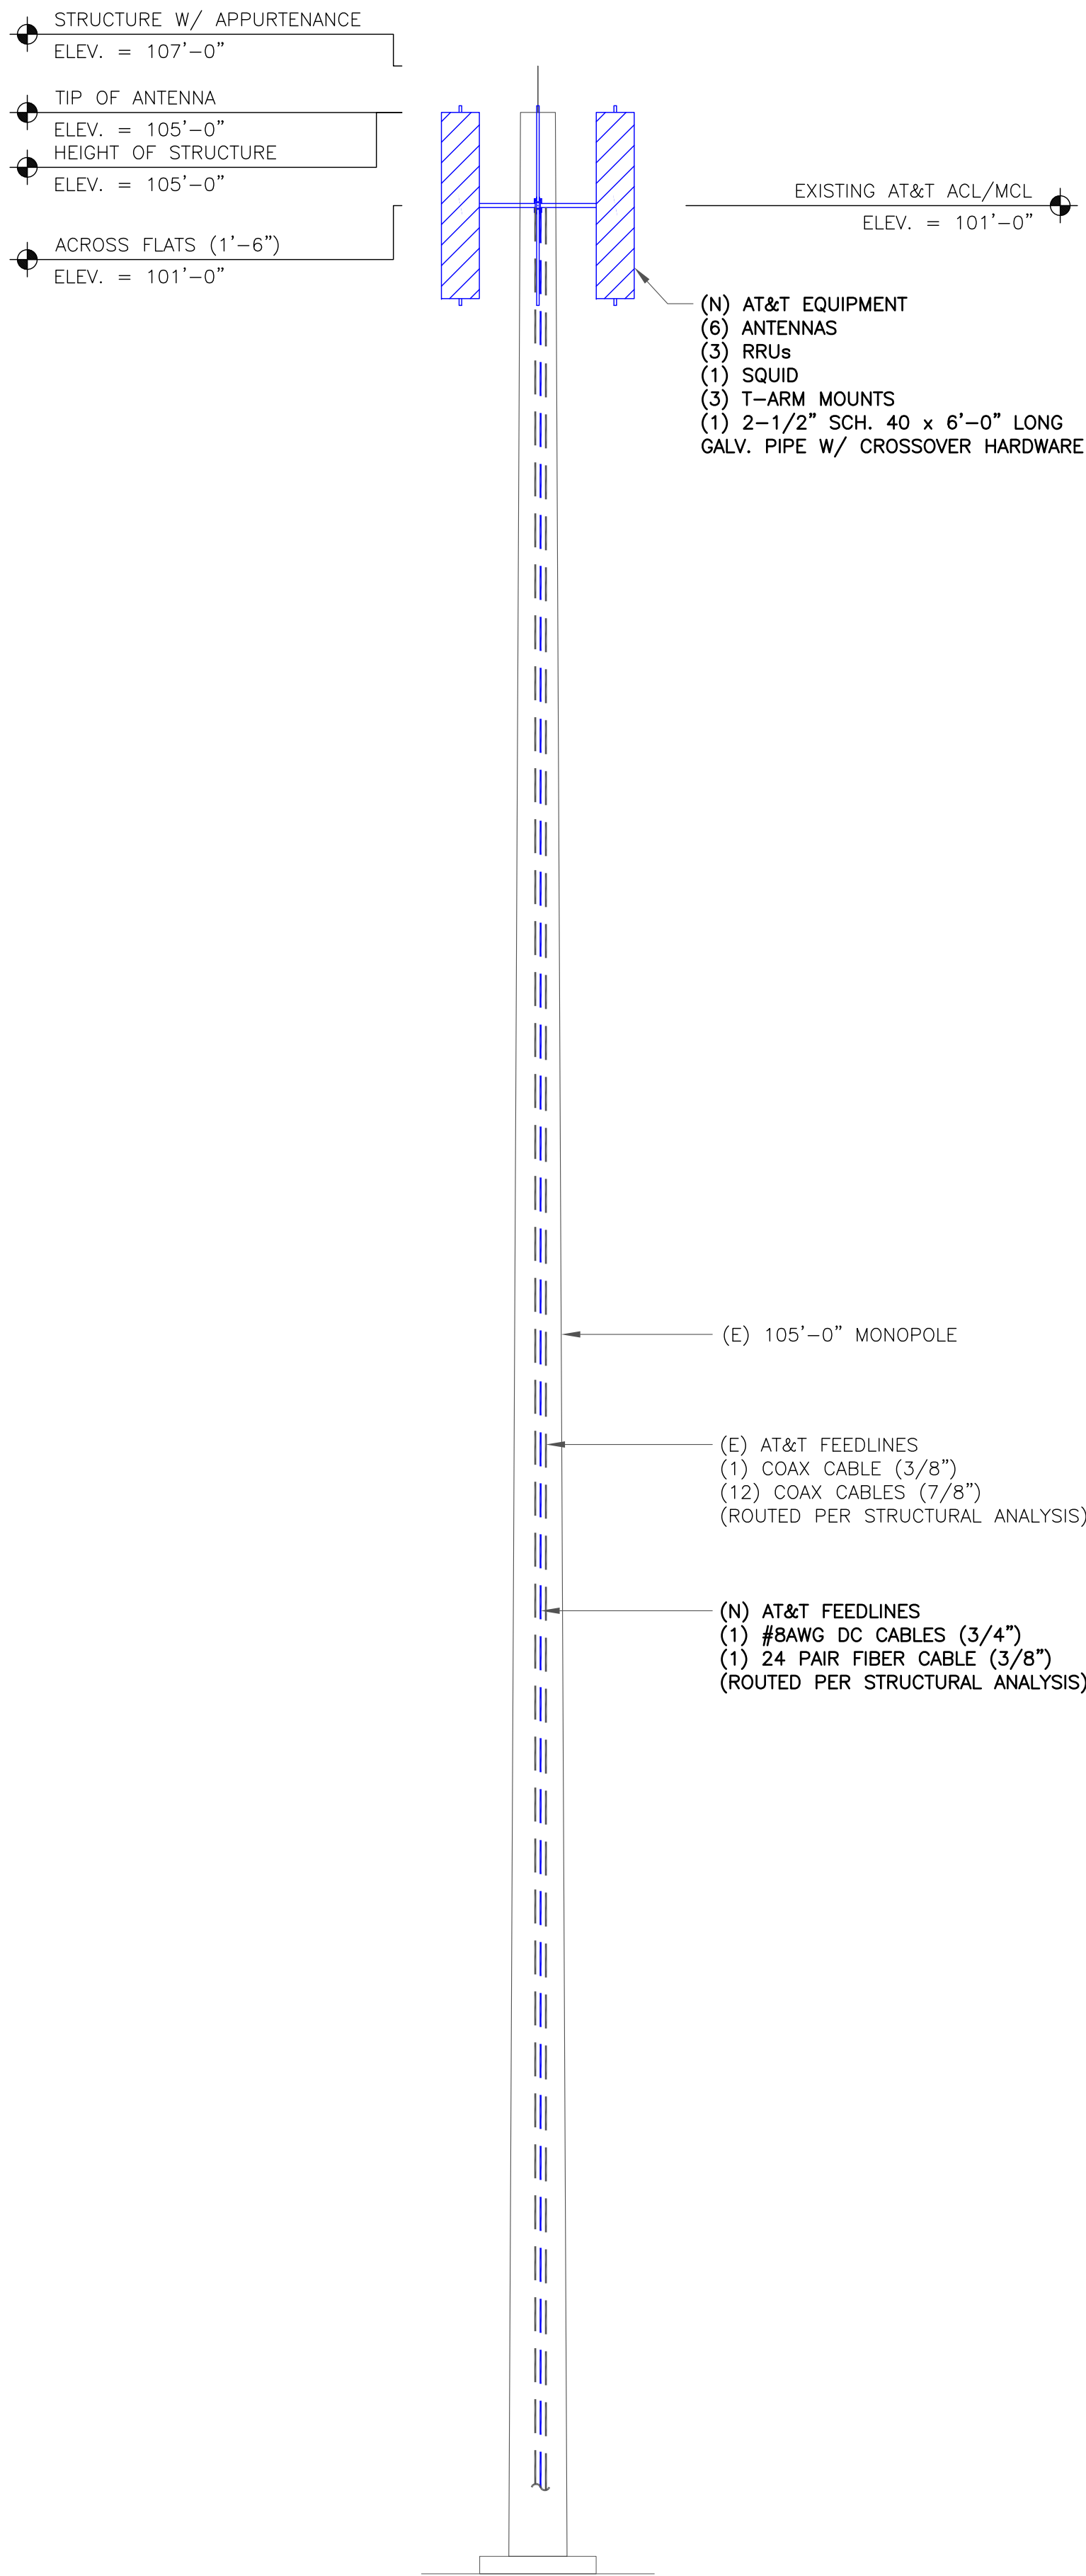 STRUCTURE W/ APPURTENANCE
ELEV. = 107'-0"
TIP OF ANTENNA
ELEV. = 105'-0"
HEIGHT OF STRUCTURE
ELEV. = 105'-0"
ACROSS FLATS (1'-6")
ELEV. = 101'-0"
EXISTING AT&T ACL/MCL
ELEV. = 101'-0"
(N) AT&T EQUIPMENT
(6) ANTENNAS
(3) RRUs
(1) SQUID
(3) T-ARM MOUNTS
(1) 2-1/2" SCH. 40 x 6'-0" LONG
GALV. PIPE W/ CROSSOVER HARDWARE
(E) 105'-0" MONOPOLE
(E) AT&T FEEDLINES
(1) COAX CABLE (3/8")
(12) COAX CABLES (7/8")
(ROUTED PER STRUCTURAL ANALYSIS)
(N) AT&T FEEDLINES
(1) #8AWG DC CABLES (3/4")
(1) 24 PAIR FIBER CABLE (3/8")
(ROUTED PER STRUCTURAL ANALYSIS)